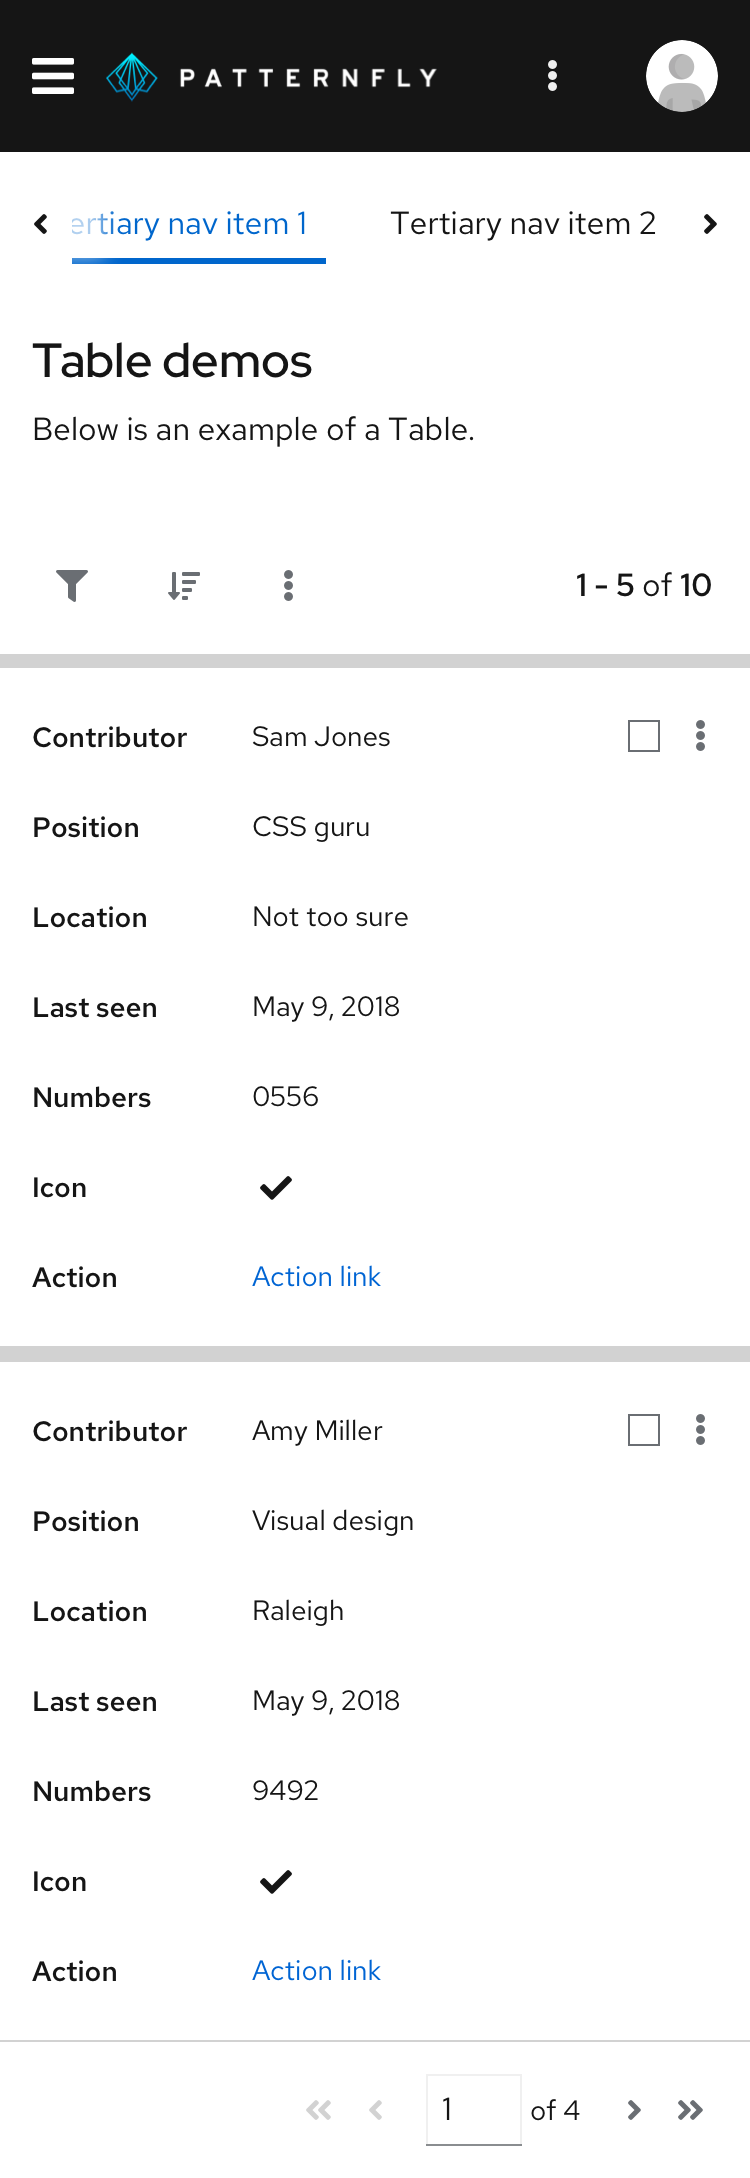 PATTERNFLY
ertiary nav item 1 Tertiary nav item 2
Table demos
Below is an example of a Table.
1 - 5 of 10
Contributor Sam Jones
Position CSS guru
Location Not too sure
Last seen May 9, 2018
Numbers 0556
Icon
Action Action link
Contributor Amy Miller
Position Visual design
Location Raleigh
Last seen May 9, 2018
Numbers 9492
Icon
Action Action link
1 of 4